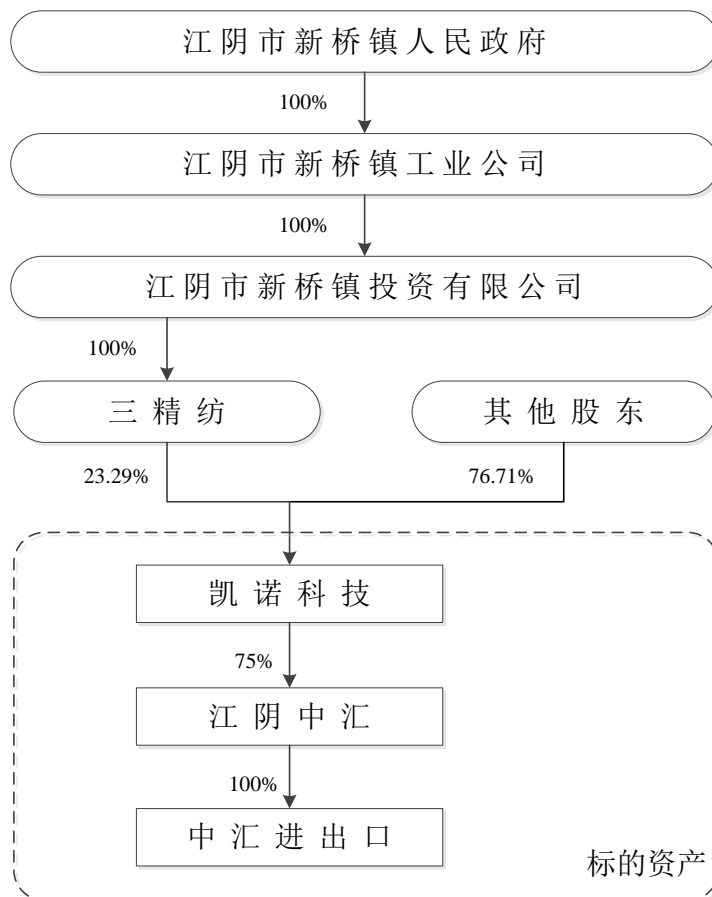 江阴市新桥镇人民政府
100%
江阴市新桥镇工业公司
100%
江阴市新桥镇投资有限公司
100%
三精纺
其他股东
23.29%
76.71%
凯诺科技
75%
江阴中汇
100%
中汇进出口
标的资产